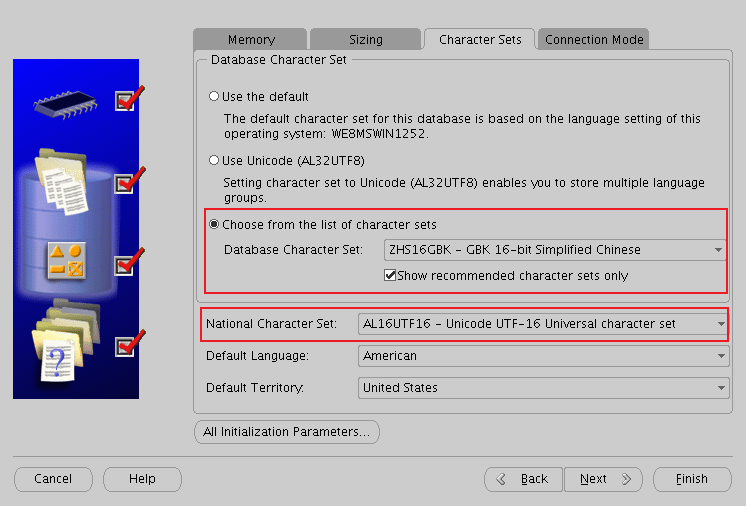 Memory
Sizing
Character Sets
Connection Mode
Database Character Set
Use the default
The default character set for this database is based on the language setting of this
operating system: WE8MSWIN1252.
Use Unicode (AL32UTF8)
Setting character set to Unicode (AL32UTF8) enables you to store multiple language
groups.
Choose from the list of character sets
Database Character Set: ZHS16GBK - GBK 16-bit Simplified Chinese
Show recommended character sets only
National Character Set: AL16UTF16 - Unicode UTF-16 Universal character set
Default Language: American
Default Territory: United States
?
All Initialization Parameters...
Cancel
Help
Back
Next
Finish